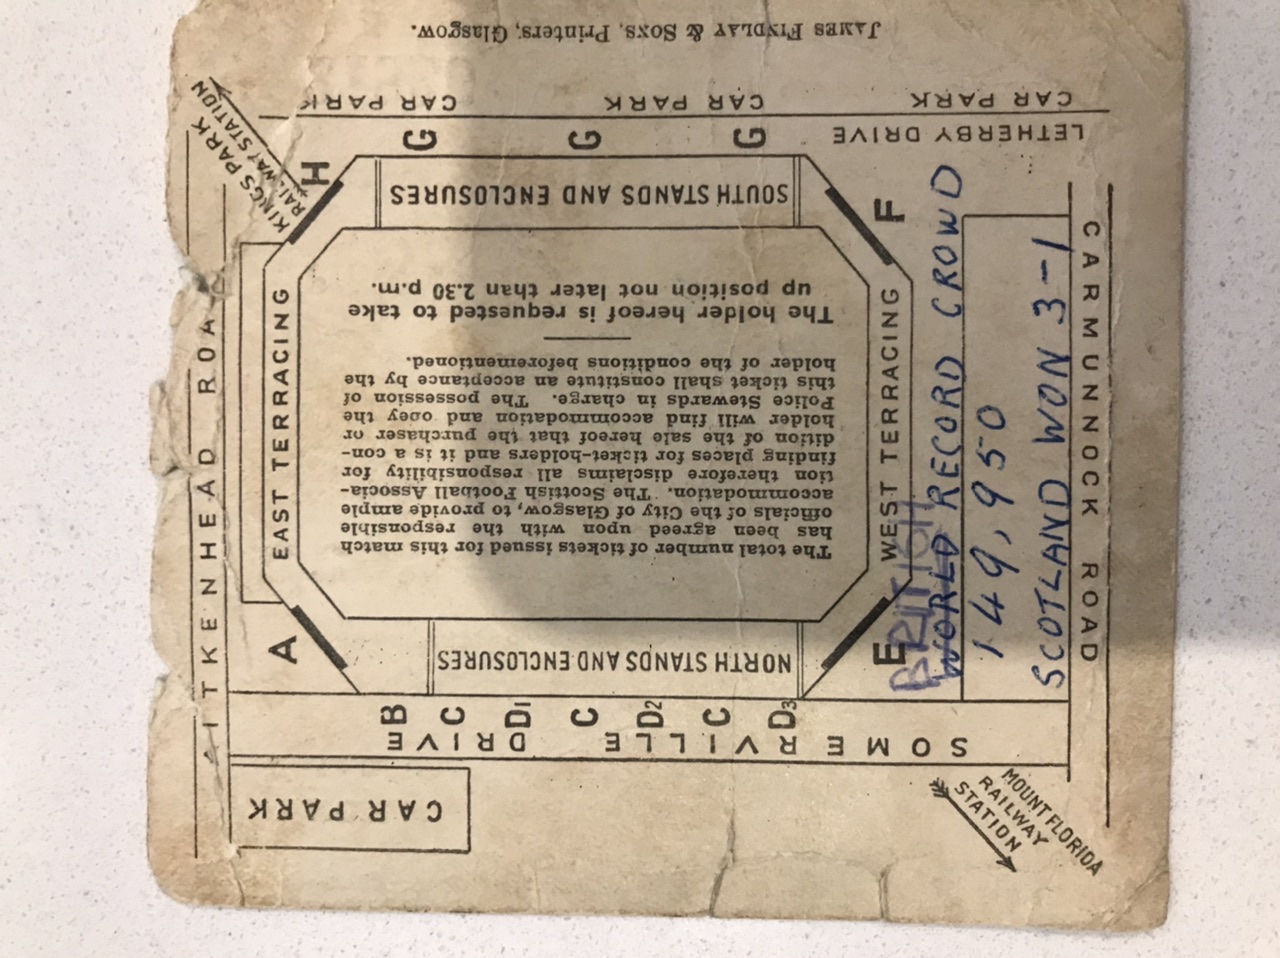 CAR PARK
SOMERVILLE DRIVE
MOUNT FLORIDA
RAILWAY
STATION
B C D1 C D2 C D3
A
E
NORTH STANDS AND ENCLOSURES
AITKENHEAD ROA
EAST TERRACING
WEST TERRACING
CARMUNNOCK ROAD
The total number of tickets issued for this match
has been agreed upon with the responsible
officials of the City of Glasgow, to provide ample
accommodation. The Scottish Football Associa-
tion therefore disclaims all responsibility for
finding places for ticket-holders and it is a con-
dition of the sale hereof that the purchaser or
holder will find accommodation and obey the
Police Stewards in charge. The possession of
this ticket shall constitute an acceptance by the
holder of the conditions beforementioned.
The holder hereof is requested to take
up position not later than 2.30 p.m.
BRITISH
WORLD RECORD CROWD
149,950
SCOTLAND WON 3-1
SOUTH STANDS AND ENCLOSURES
H
F
G G G
KINGS PARK
RAILWAY STATION
LETHERBY DRIVE
CAR PARK CAR PARK CAR PARK
JAMES FINDLAY & SONS, Printers, Glasgow.